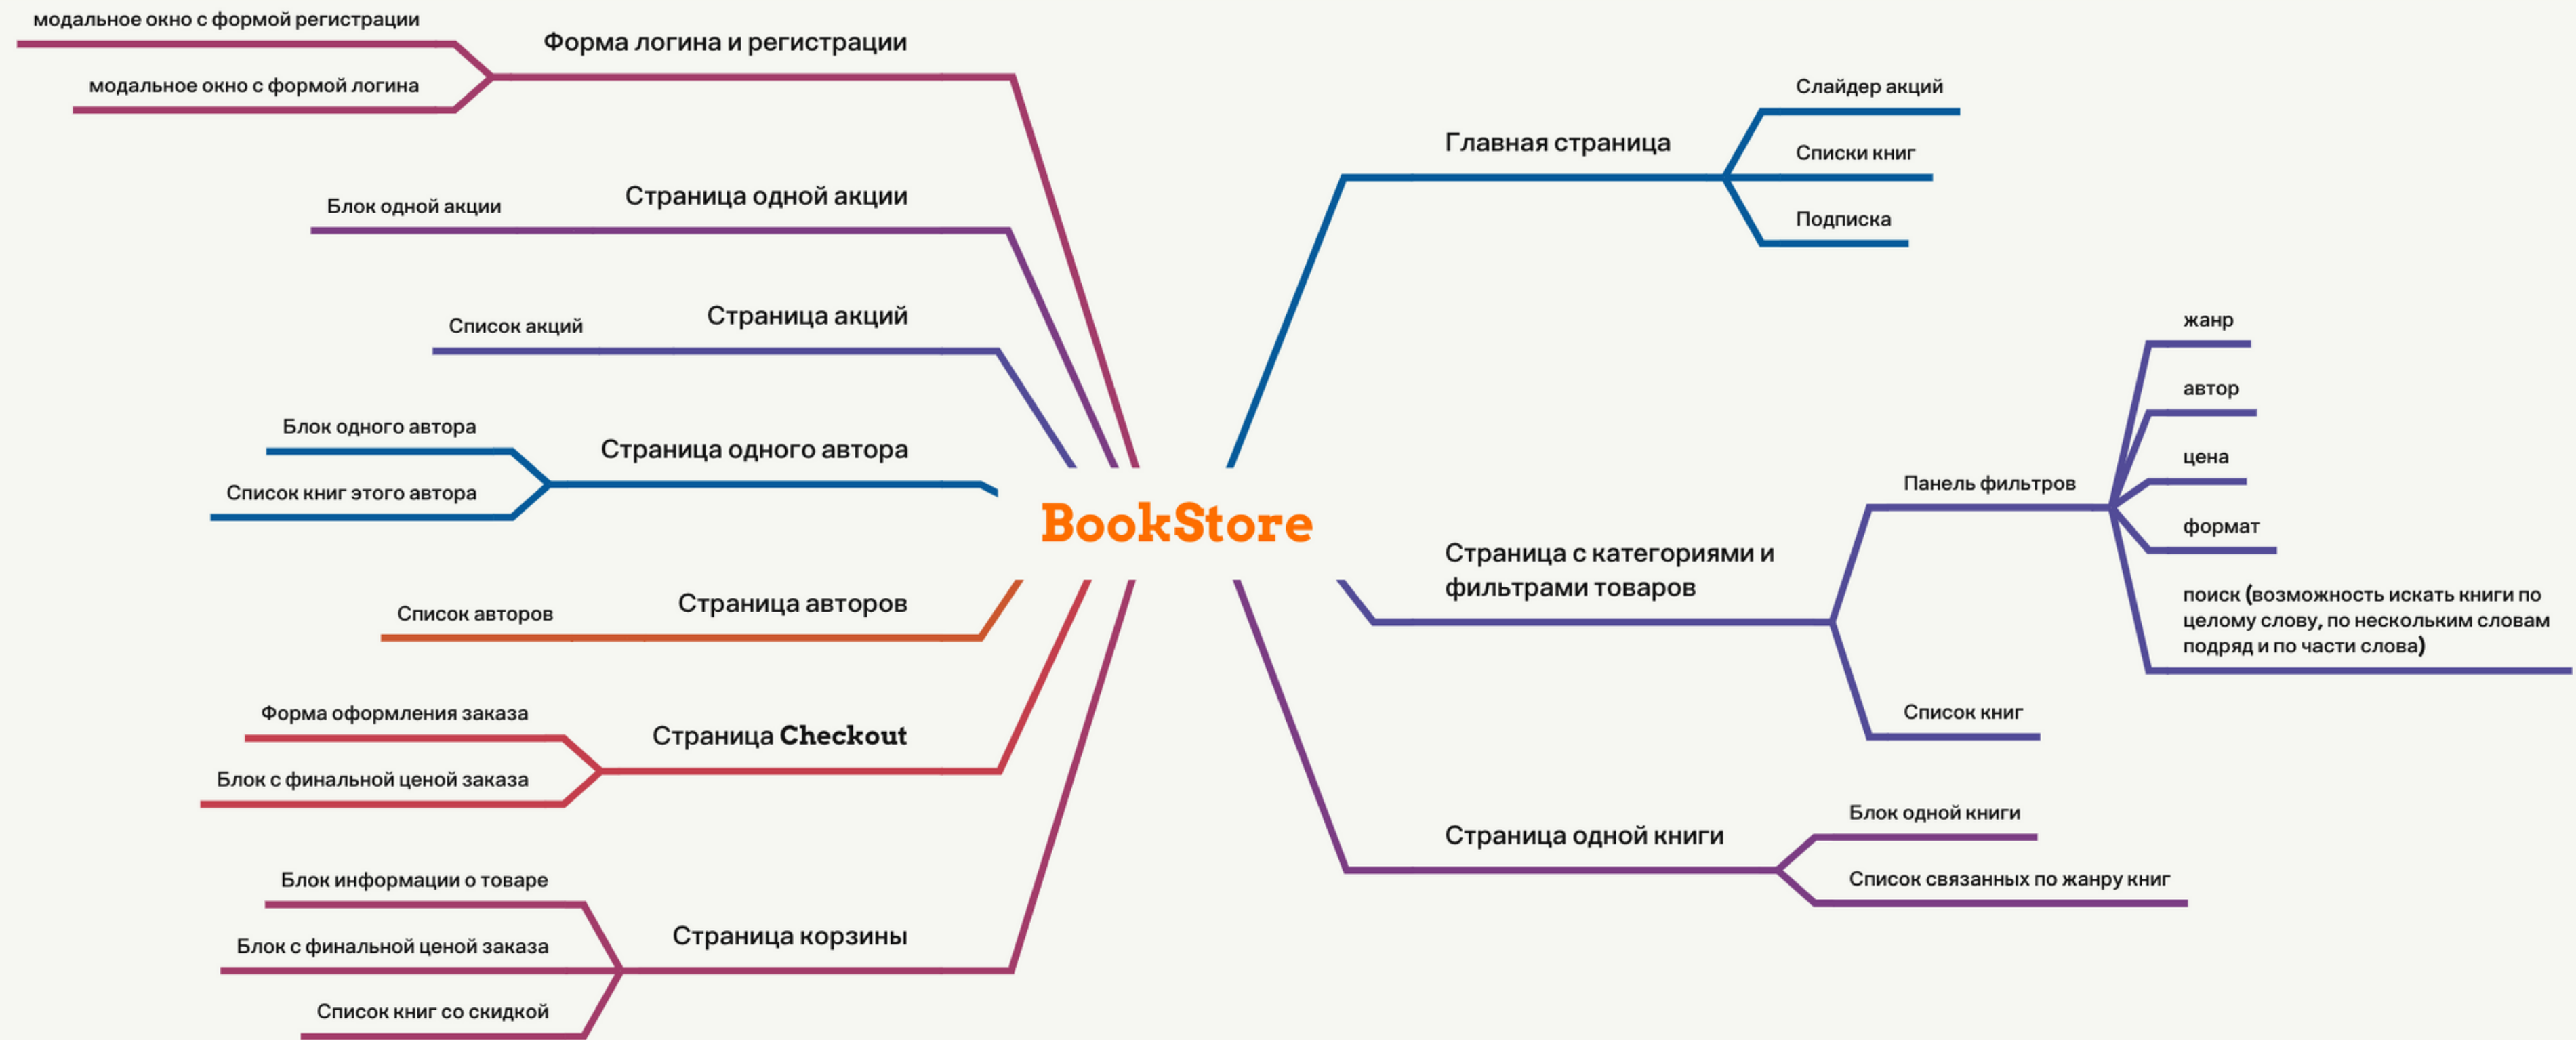 BookStore
Главная страница
Слайдер акций
Списки книг
Подписка
Страница с категориями и
фильтрами товаров
Панель фильтров
жанр
автор
цена
формат
поиск (возможность искать книги по
целому слову, по нескольким словам
подряд и по части слова)
Список книг
Страница одной книги
Блок одной книги
Список связанных по жанру книг
Форма логина и регистрации
модальное окно с формой регистрации
модальное окно с формой логина
Страница одной акции
Блок одной акции
Страница акций
Список акций
Страница одного автора
Блок одного автора
Список книг этого автора
Страница авторов
Список авторов
Страница Checkout
Форма оформления заказа
Блок с финальной ценой заказа
Страница корзины
Блок информации о товаре
Блок с финальной ценой заказа
Список книг со скидкой